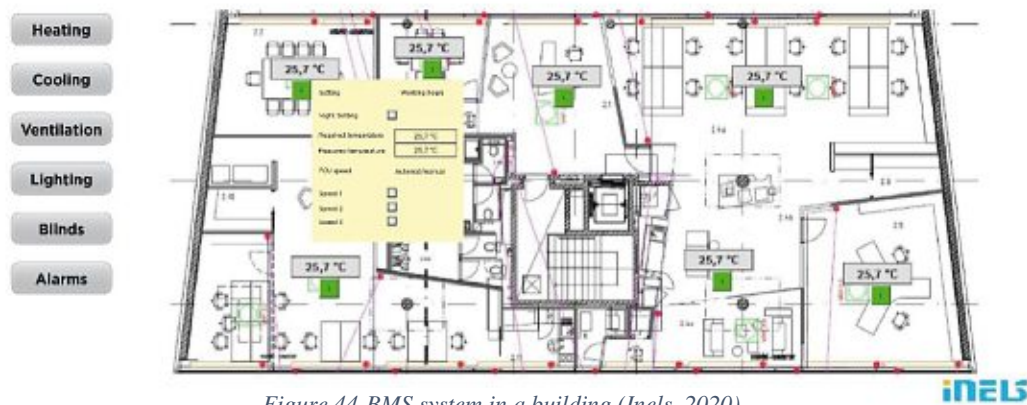 Heating
Cooling
Ventilation
Lighting
Blinds
Alarms
25,7 °C
25,7 °C
25,7 °C
25,7 °C
Setting Working hours
Night Setting
Required temperature 25,7 °C
Measured temperature 25,7 °C
FCU speed
Speed 1
Speed 2
Speed 3
25,7 °C
25,7 °C
25,7 °C
iNELS
Figure 44-BMS system in a building (Inels, 2020)